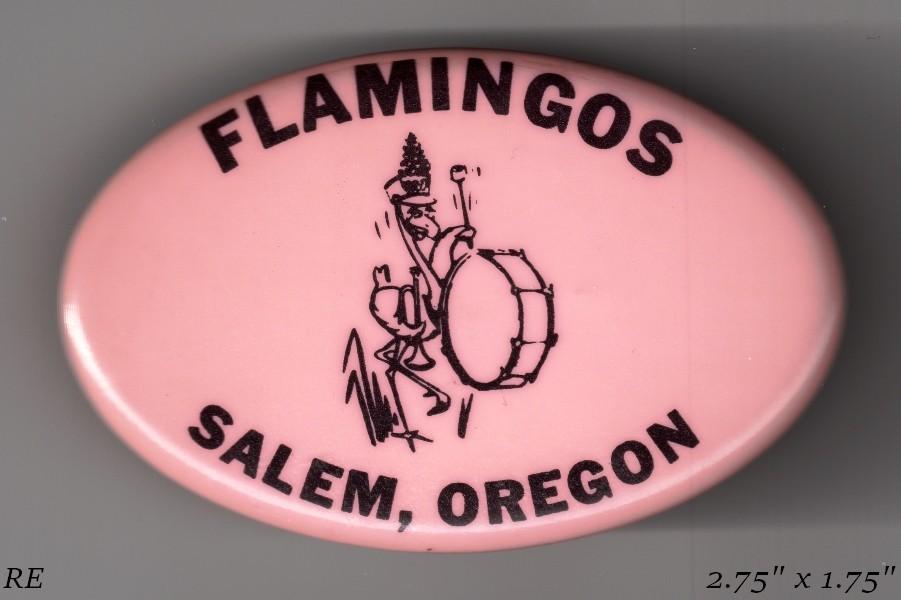 FLAMINGOS
SALEM, OREGON
RE
2.75" x 1.75"